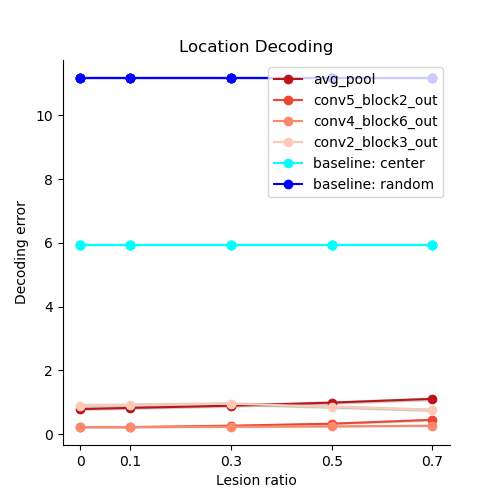 Location Decoding
avg_pool
conv5_block2_out
conv4_block6_out
conv2_block3_out
baseline: center
baseline: random
Decoding error
10
8
6
4
2
0
0 0.1 0.3 0.5 0.7
Lesion ratio